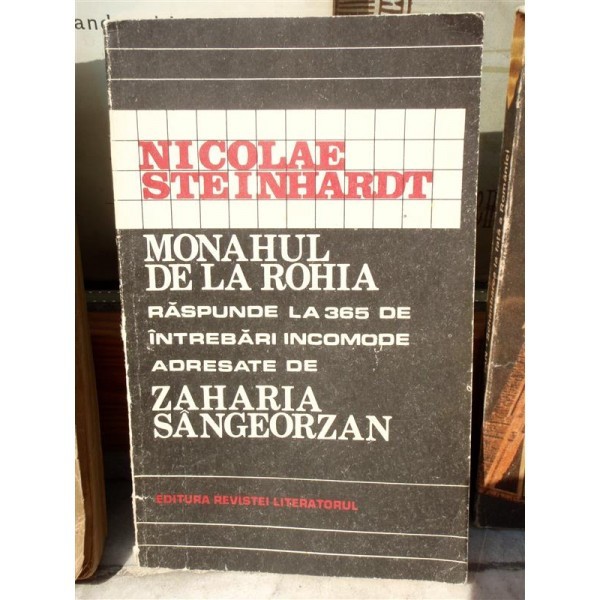 NICOLAE
STEINHARDT
MONAHUL
DE LA ROHIA
RĂSPUNDE LA 365 DE
ÎNTREBĂRI INCOMODE
ADRESATE DE
ZAHARIA
SÂNGEORZAN
EDITURA REVISTEI LITERATORUL